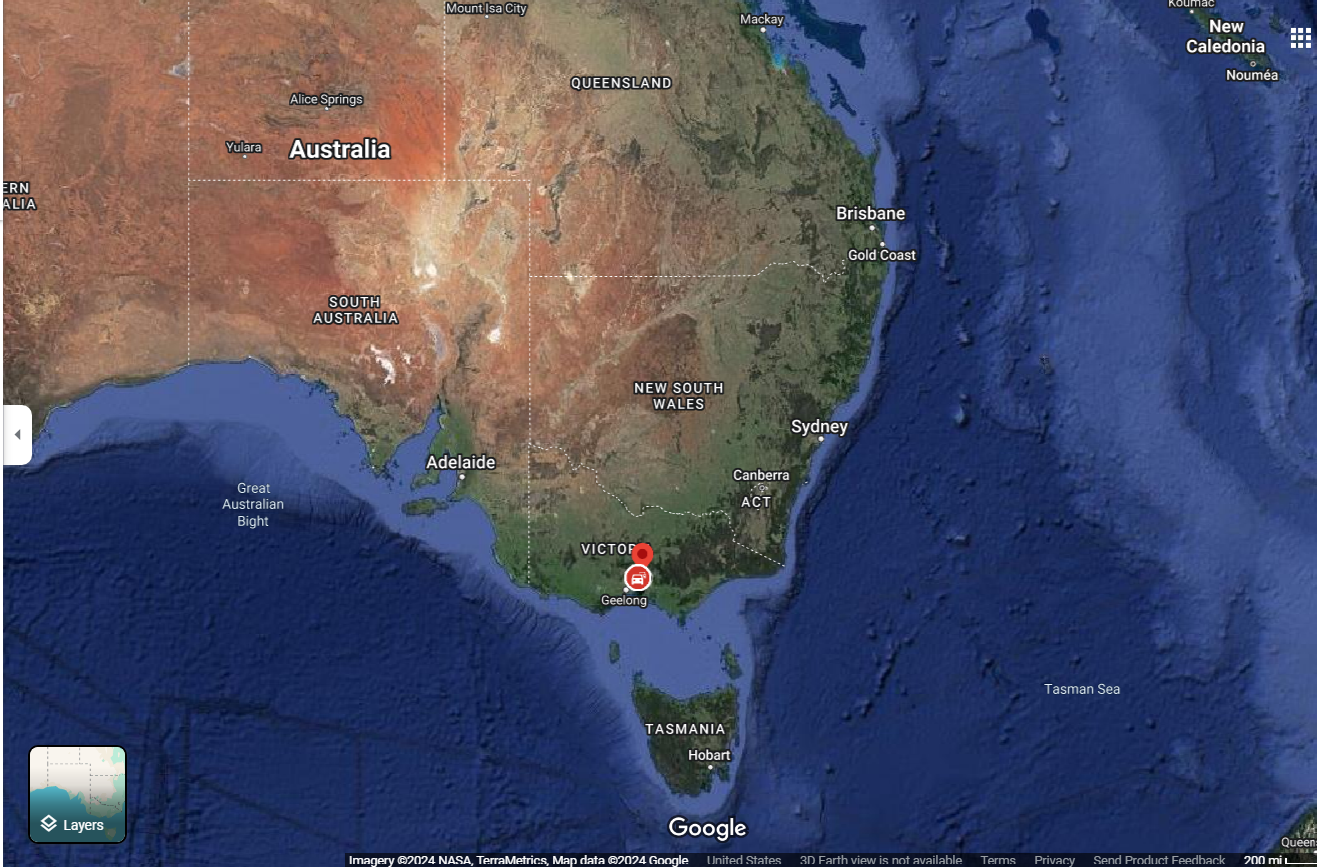 Koumac
Mount Isa City
Mackay
New
Caledonia
Nouméa
QUEENSLAND
Alice Springs
Yulara
Australia
ERN
ALIA
Brisbane
Gold Coast
SOUTH
AUSTRALIA
NEW SOUTH
WALES
Sydney
Adelaide
Canberra
ACT
Great
Australian
Bight
VICTOR
Geelong
Tasman Sea
TASMANIA
Hobart
Layers
Google
Queens
Imagery ©2024 NASA, TerraMetrics, Map data ©2024 Google United States 3D Earth view is not available Terms Privacy Send Product Feedback 200 mi